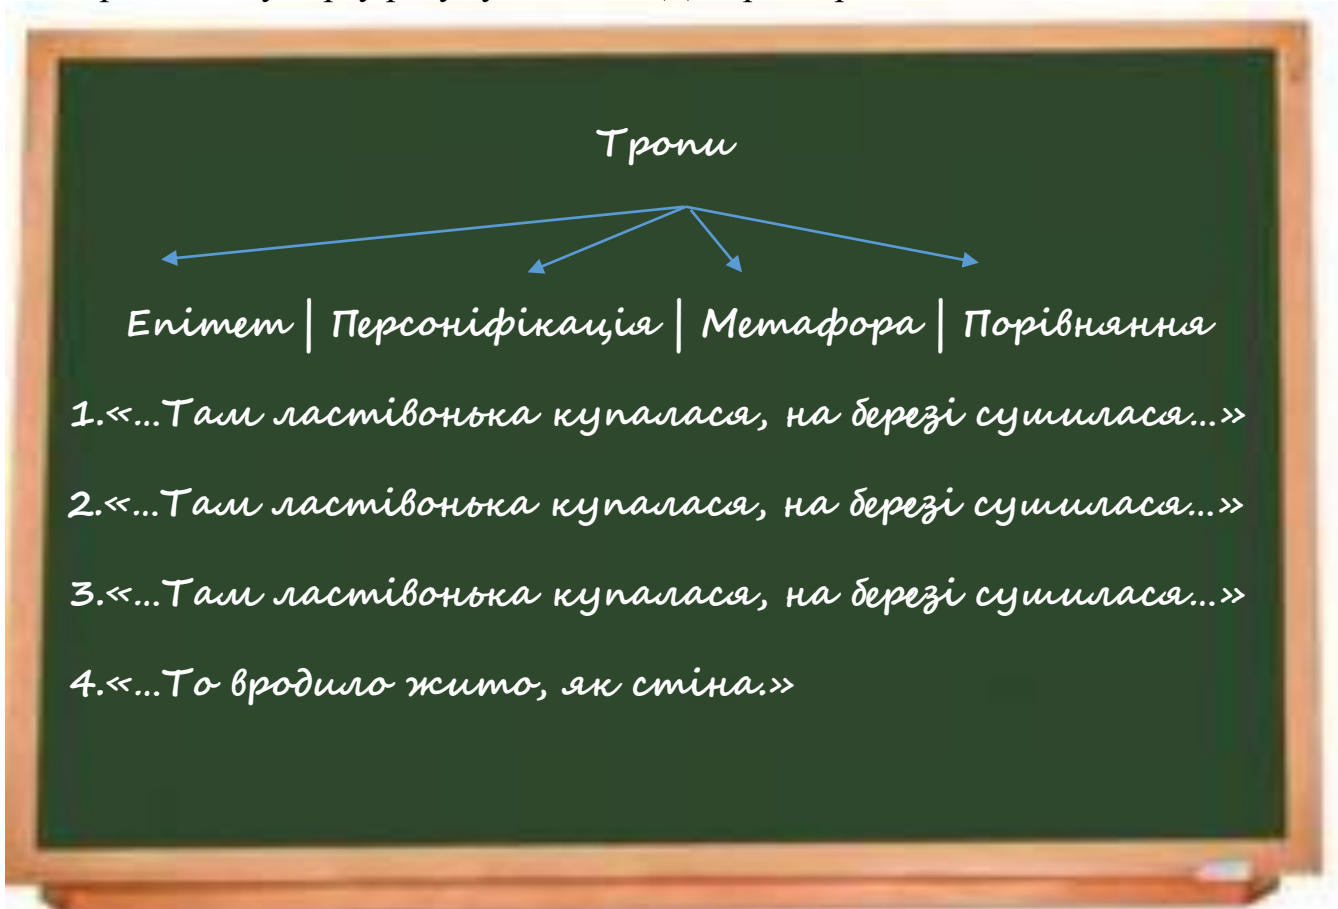 Тропи
Епітет | Персоніфікація | Метафора | Порівняння
1.«...Там ластівонька купалася, на березі сушилася...»
2.«...Там ластівонька купалася, на березі сушилася...»
3.«...Там ластівонька купалася, на березі сушилася...»
4.«...То вродило жито, як стіна.»